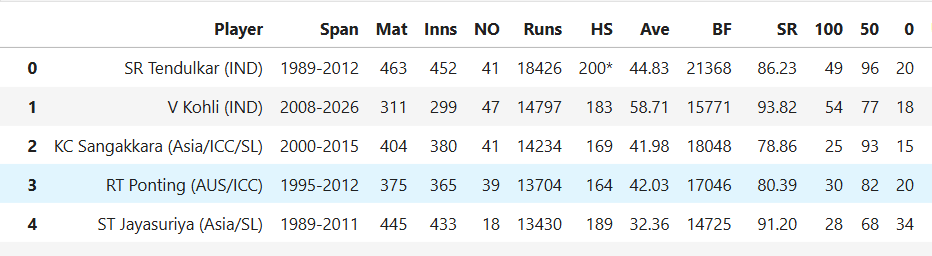 Player Span Mat Inns NO Runs HS Ave BF SR 100 50 0
0 SR Tendulkar (IND) 1989-2012 463 452 41 18426 200* 44.83 21368 86.23 49 96 20
1 V Kohli (IND) 2008-2026 311 299 47 14797 183 58.71 15771 93.82 54 77 18
2 KC Sangakkara (Asia/ICC/SL) 2000-2015 404 380 41 14234 169 41.98 18048 78.86 25 93 15
3 RT Ponting (AUS/ICC) 1995-2012 375 365 39 13704 164 42.03 17046 80.39 30 82 20
4 ST Jayasuriya (Asia/SL) 1989-2011 445 433 18 13430 189 32.36 14725 91.20 28 68 34